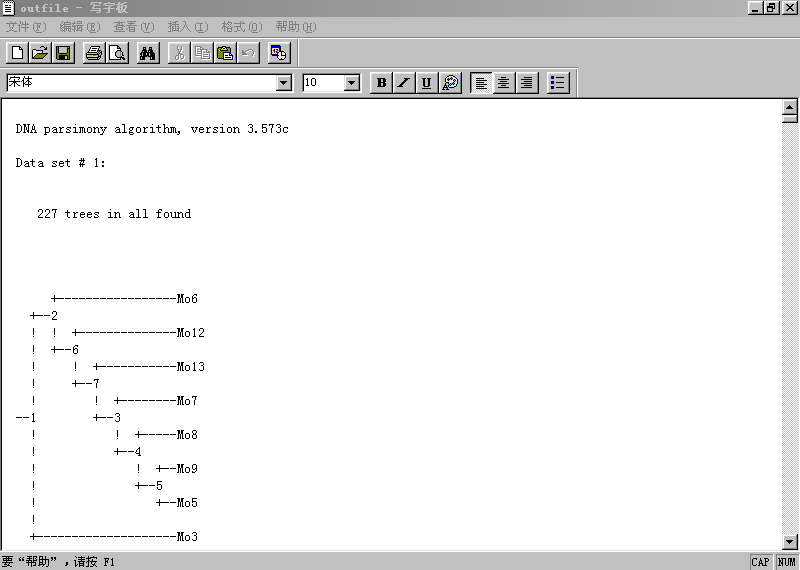 outfile - 写字板
文件(F) 编辑(E) 查看(V) 插入(I) 格式(O) 帮助(H)
宋体 10 B I U
DNA parsimony algorithm, version 3.573c
Data set # 1:
227 trees in all found
+-----------------Mo6
+--2
! ! +--------------Mo12
! +--6
! ! +-----------Mo13
! +--7
! ! +--------Mo7
--1 +--3
! ! +-----Mo8
! +--4
! ! +--Mo9
! +--5
! +--Mo5
!
+--------------------Mo3
要“帮助”，请按 F1 CAP NUM